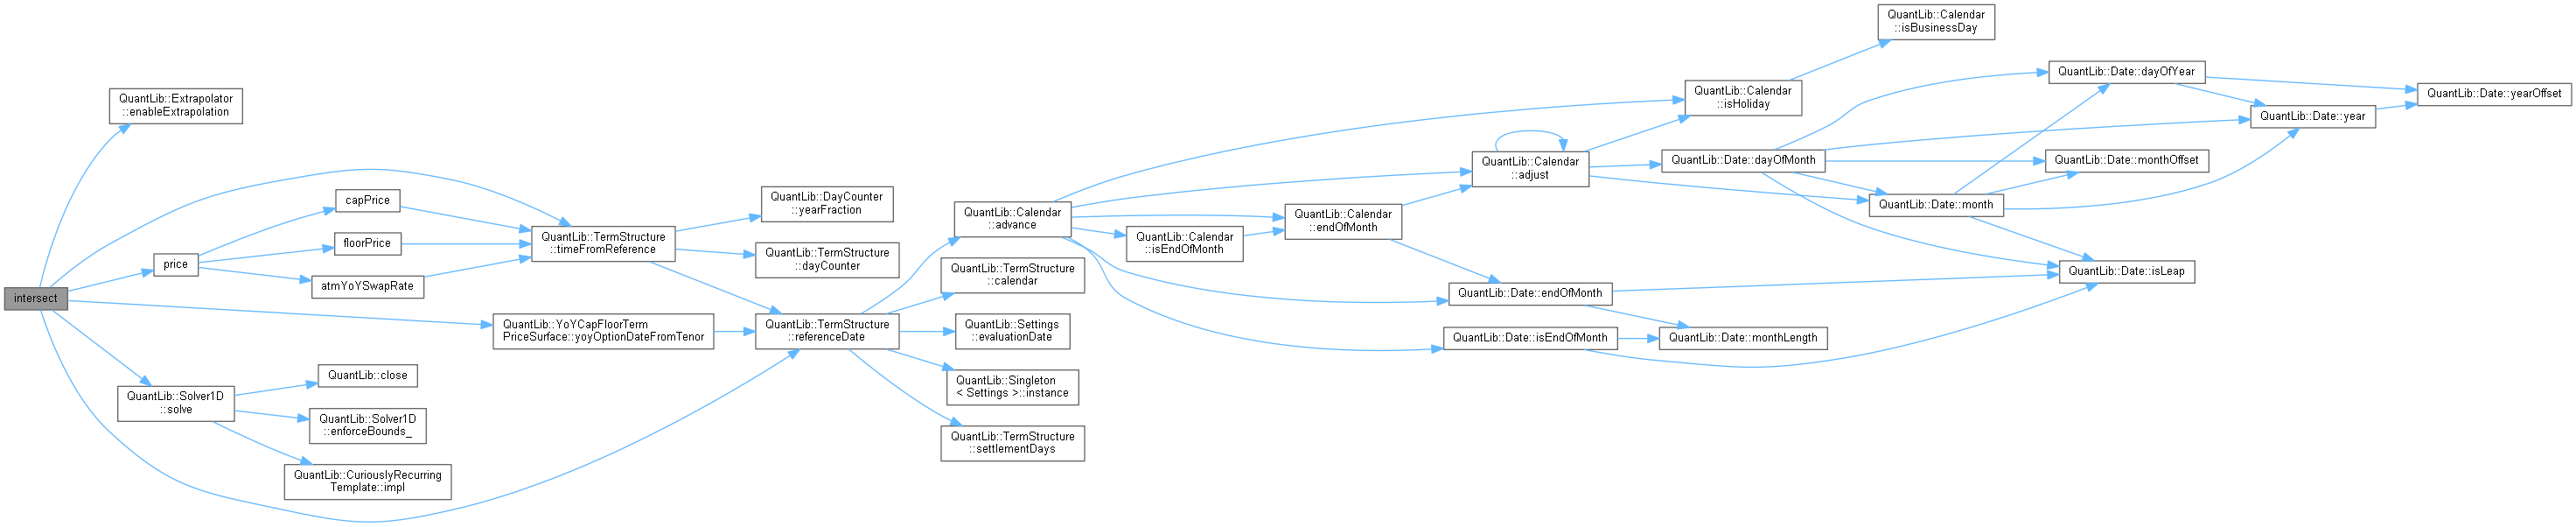 intersect
QuantLib::Extrapolator
::enableExtrapolation
price
capPrice
floorPrice
atmYoYSwapRate
QuantLib::TermStructure
::timeFromReference
QuantLib::YoYCapFloorTerm
PriceSurface::yoyOptionDateFromTenor
QuantLib::Solver1D
::solve
QuantLib::close
QuantLib::Solver1D
::enforceBounds_
QuantLib::CuriouslyRecurring
Template::impl
QuantLib::DayCounter
::yearFraction
QuantLib::TermStructure
::dayCounter
QuantLib::TermStructure
::referenceDate
QuantLib::Calendar
::advance
QuantLib::TermStructure
::calendar
QuantLib::Settings
::evaluationDate
QuantLib::Singleton
< Settings >::instance
QuantLib::TermStructure
::settlementDays
QuantLib::Calendar
::isEndOfMonth
QuantLib::Calendar
::endOfMonth
QuantLib::Calendar
::adjust
QuantLib::Date::endOfMonth
QuantLib::Date::isEndOfMonth
QuantLib::Calendar
::isHoliday
QuantLib::Calendar
::isBusinessDay
QuantLib::Date::dayOfMonth
QuantLib::Date::monthLength
QuantLib::Date::month
QuantLib::Date::dayOfYear
QuantLib::Date::monthOffset
QuantLib::Date::isLeap
QuantLib::Date::year
QuantLib::Date::yearOffset